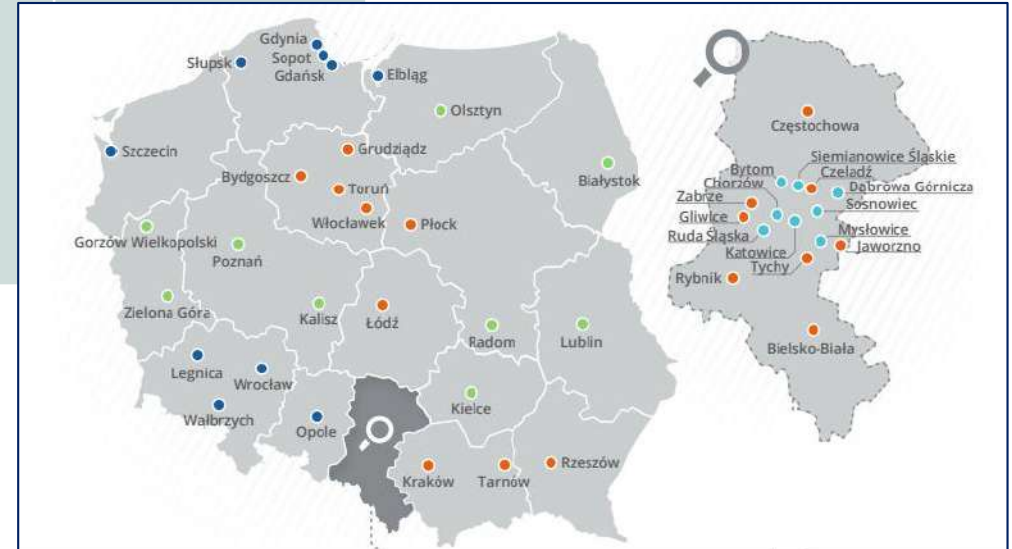 Gdynia
Sopot
Gdańsk
Słupsk
Elbląg
Olsztyn
Szczecin
Grudziądz
Bydgoszcz
Toruń
Włocławek
Płock
Białystok
Gorzów Wielkopolski
Poznań
Zielona Góra
Kalisz
Łódź
Radom
Lublin
Legnica
Wrocław
Wałbrzych
Opole
Kielce
Kraków
Tarnów
Rzeszów
Częstochowa
Siemianowice Śląskie
Bytom
Czeladź
Chorzów
Dąbrowa Górnicza
Zabrze
Sosnowiec
Gliwice
Mysłowice
Ruda Śląska
Jaworzno
Katowice
Tychy
Rybnik
Bielsko-Biała